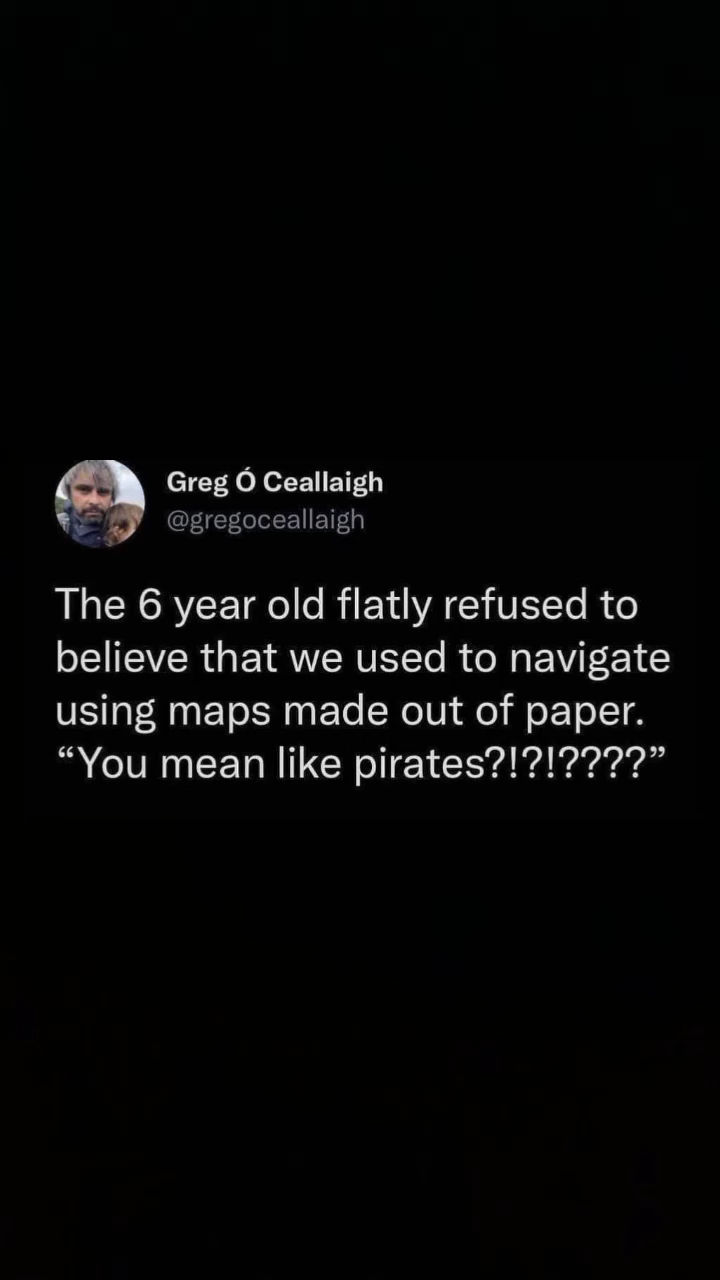 Greg Ó Ceallaigh
@gregoceallaigh
The 6 year old flatly refused to
believe that we used to navigate
using maps made out of paper.
“You mean like pirates?!?!????”